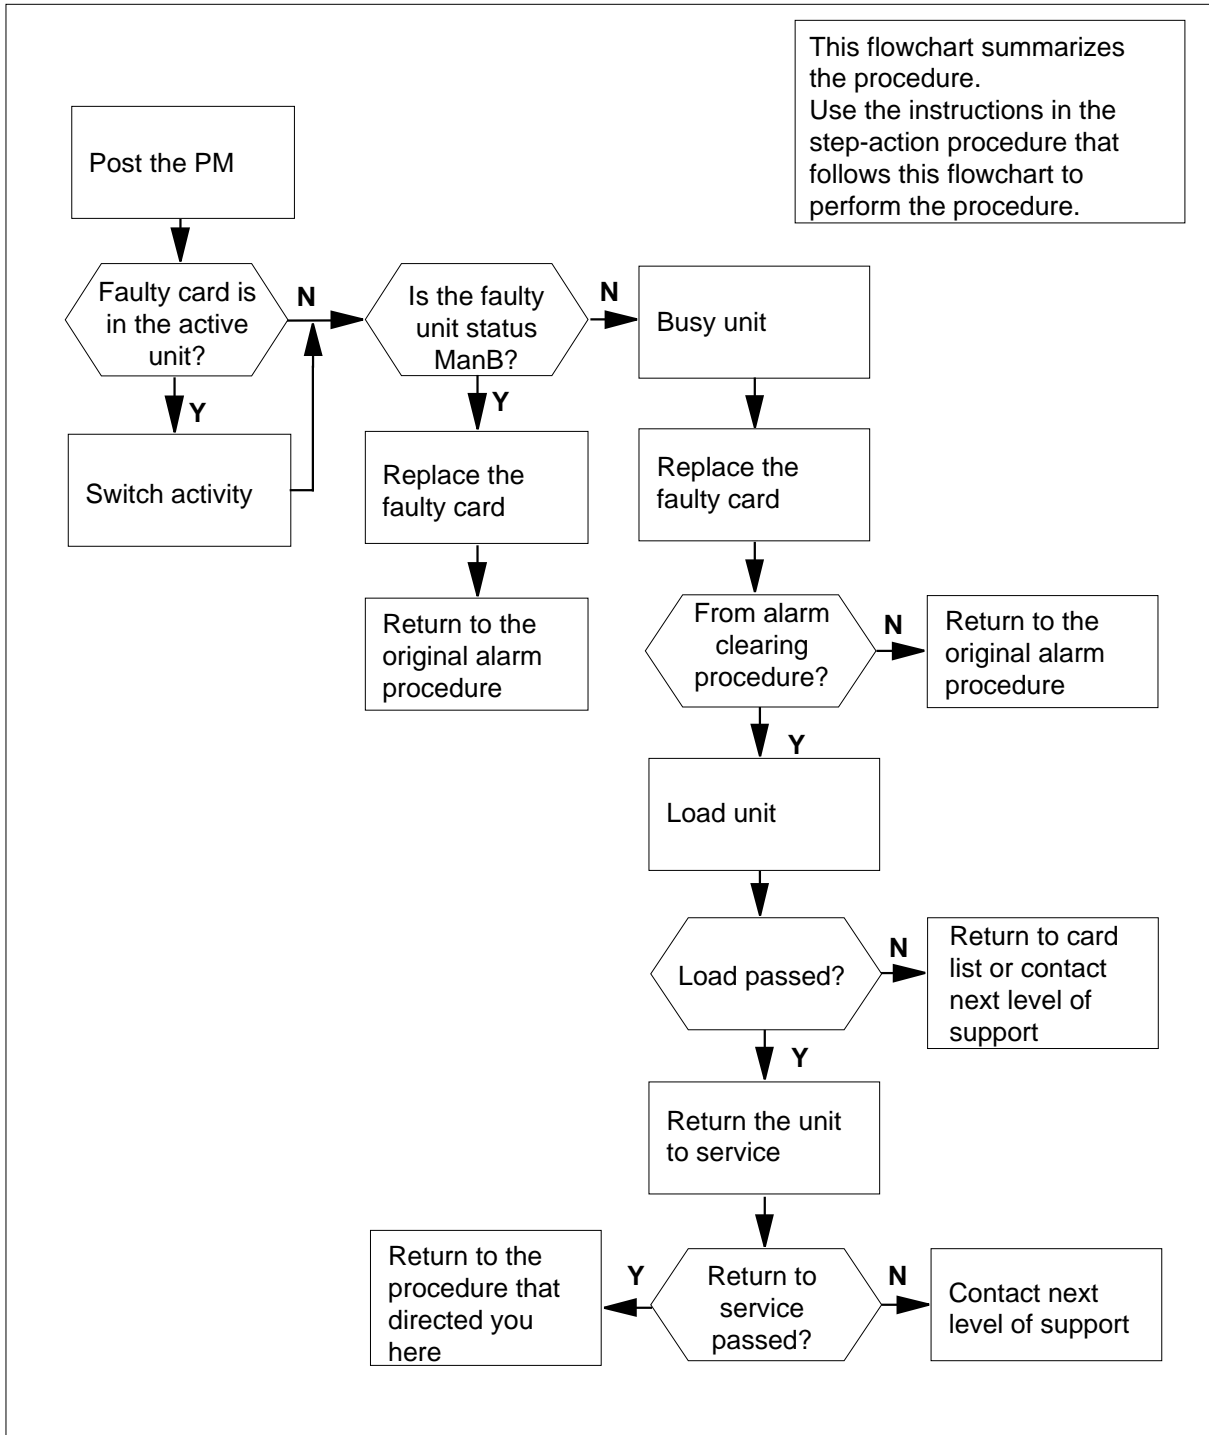 This flowchart summarizes
the procedure.
Use the instructions in the
step-action procedure that
follows this flowchart to
perform the procedure.
Post the PM
Faulty card is
in the active
unit?
N
Y
Switch activity
Is the faulty
unit status
ManB?
N
Y
Replace the
faulty card
Return to the
original alarm
procedure
Busy unit
Replace the
faulty card
From alarm
clearing
procedure?
N
Return to the
original alarm
procedure
Y
Load unit
Load passed?
N
Return to card
list or contact
next level of
support
Y
Return the unit
to service
Return to
service
passed?
Y
Return to the
procedure that
directed you
here
N
Contact next
level of support